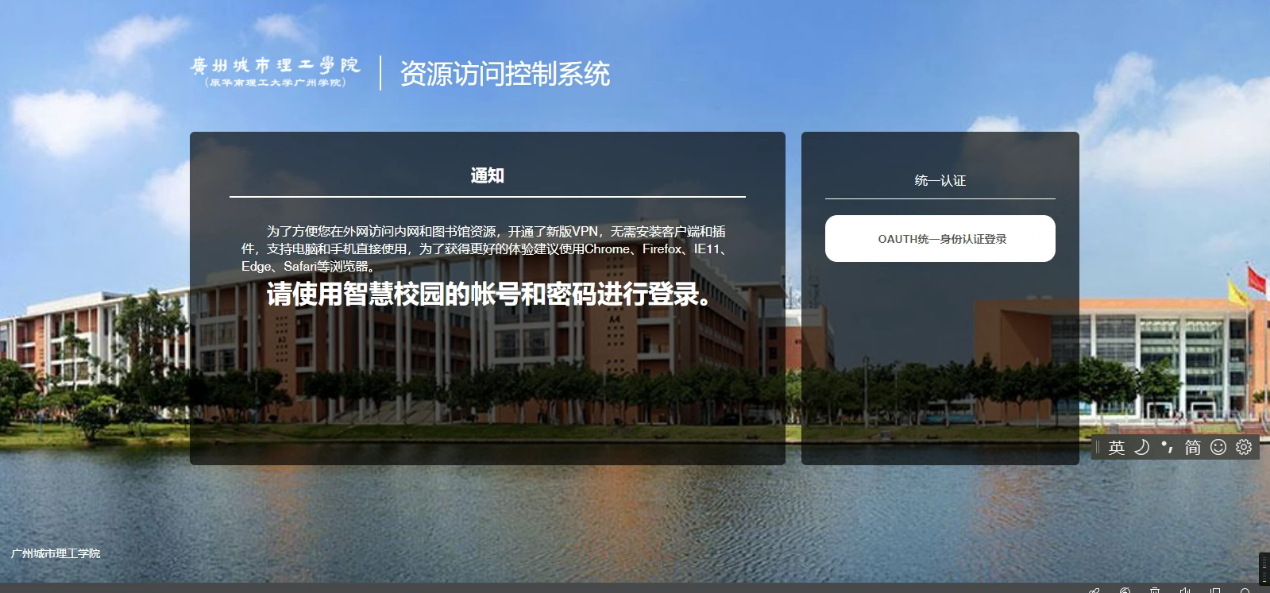 廣州城市理工學院
（原华南理工大学广州学院）
资源访问控制系统
通知
为了方便您在外网访问内网和图书馆资源，开通了新版VPN，无需安装客户端和插
件，支持电脑和手机直接使用，为了获得更好的体验建议使用Chrome、Firefox、IE11、
Edge、Safari等浏览器。
请使用智慧校园的帐号和密码进行登录。
统一认证
OAUTH统一身份认证登录
A4
英 简
广州城市理工学院